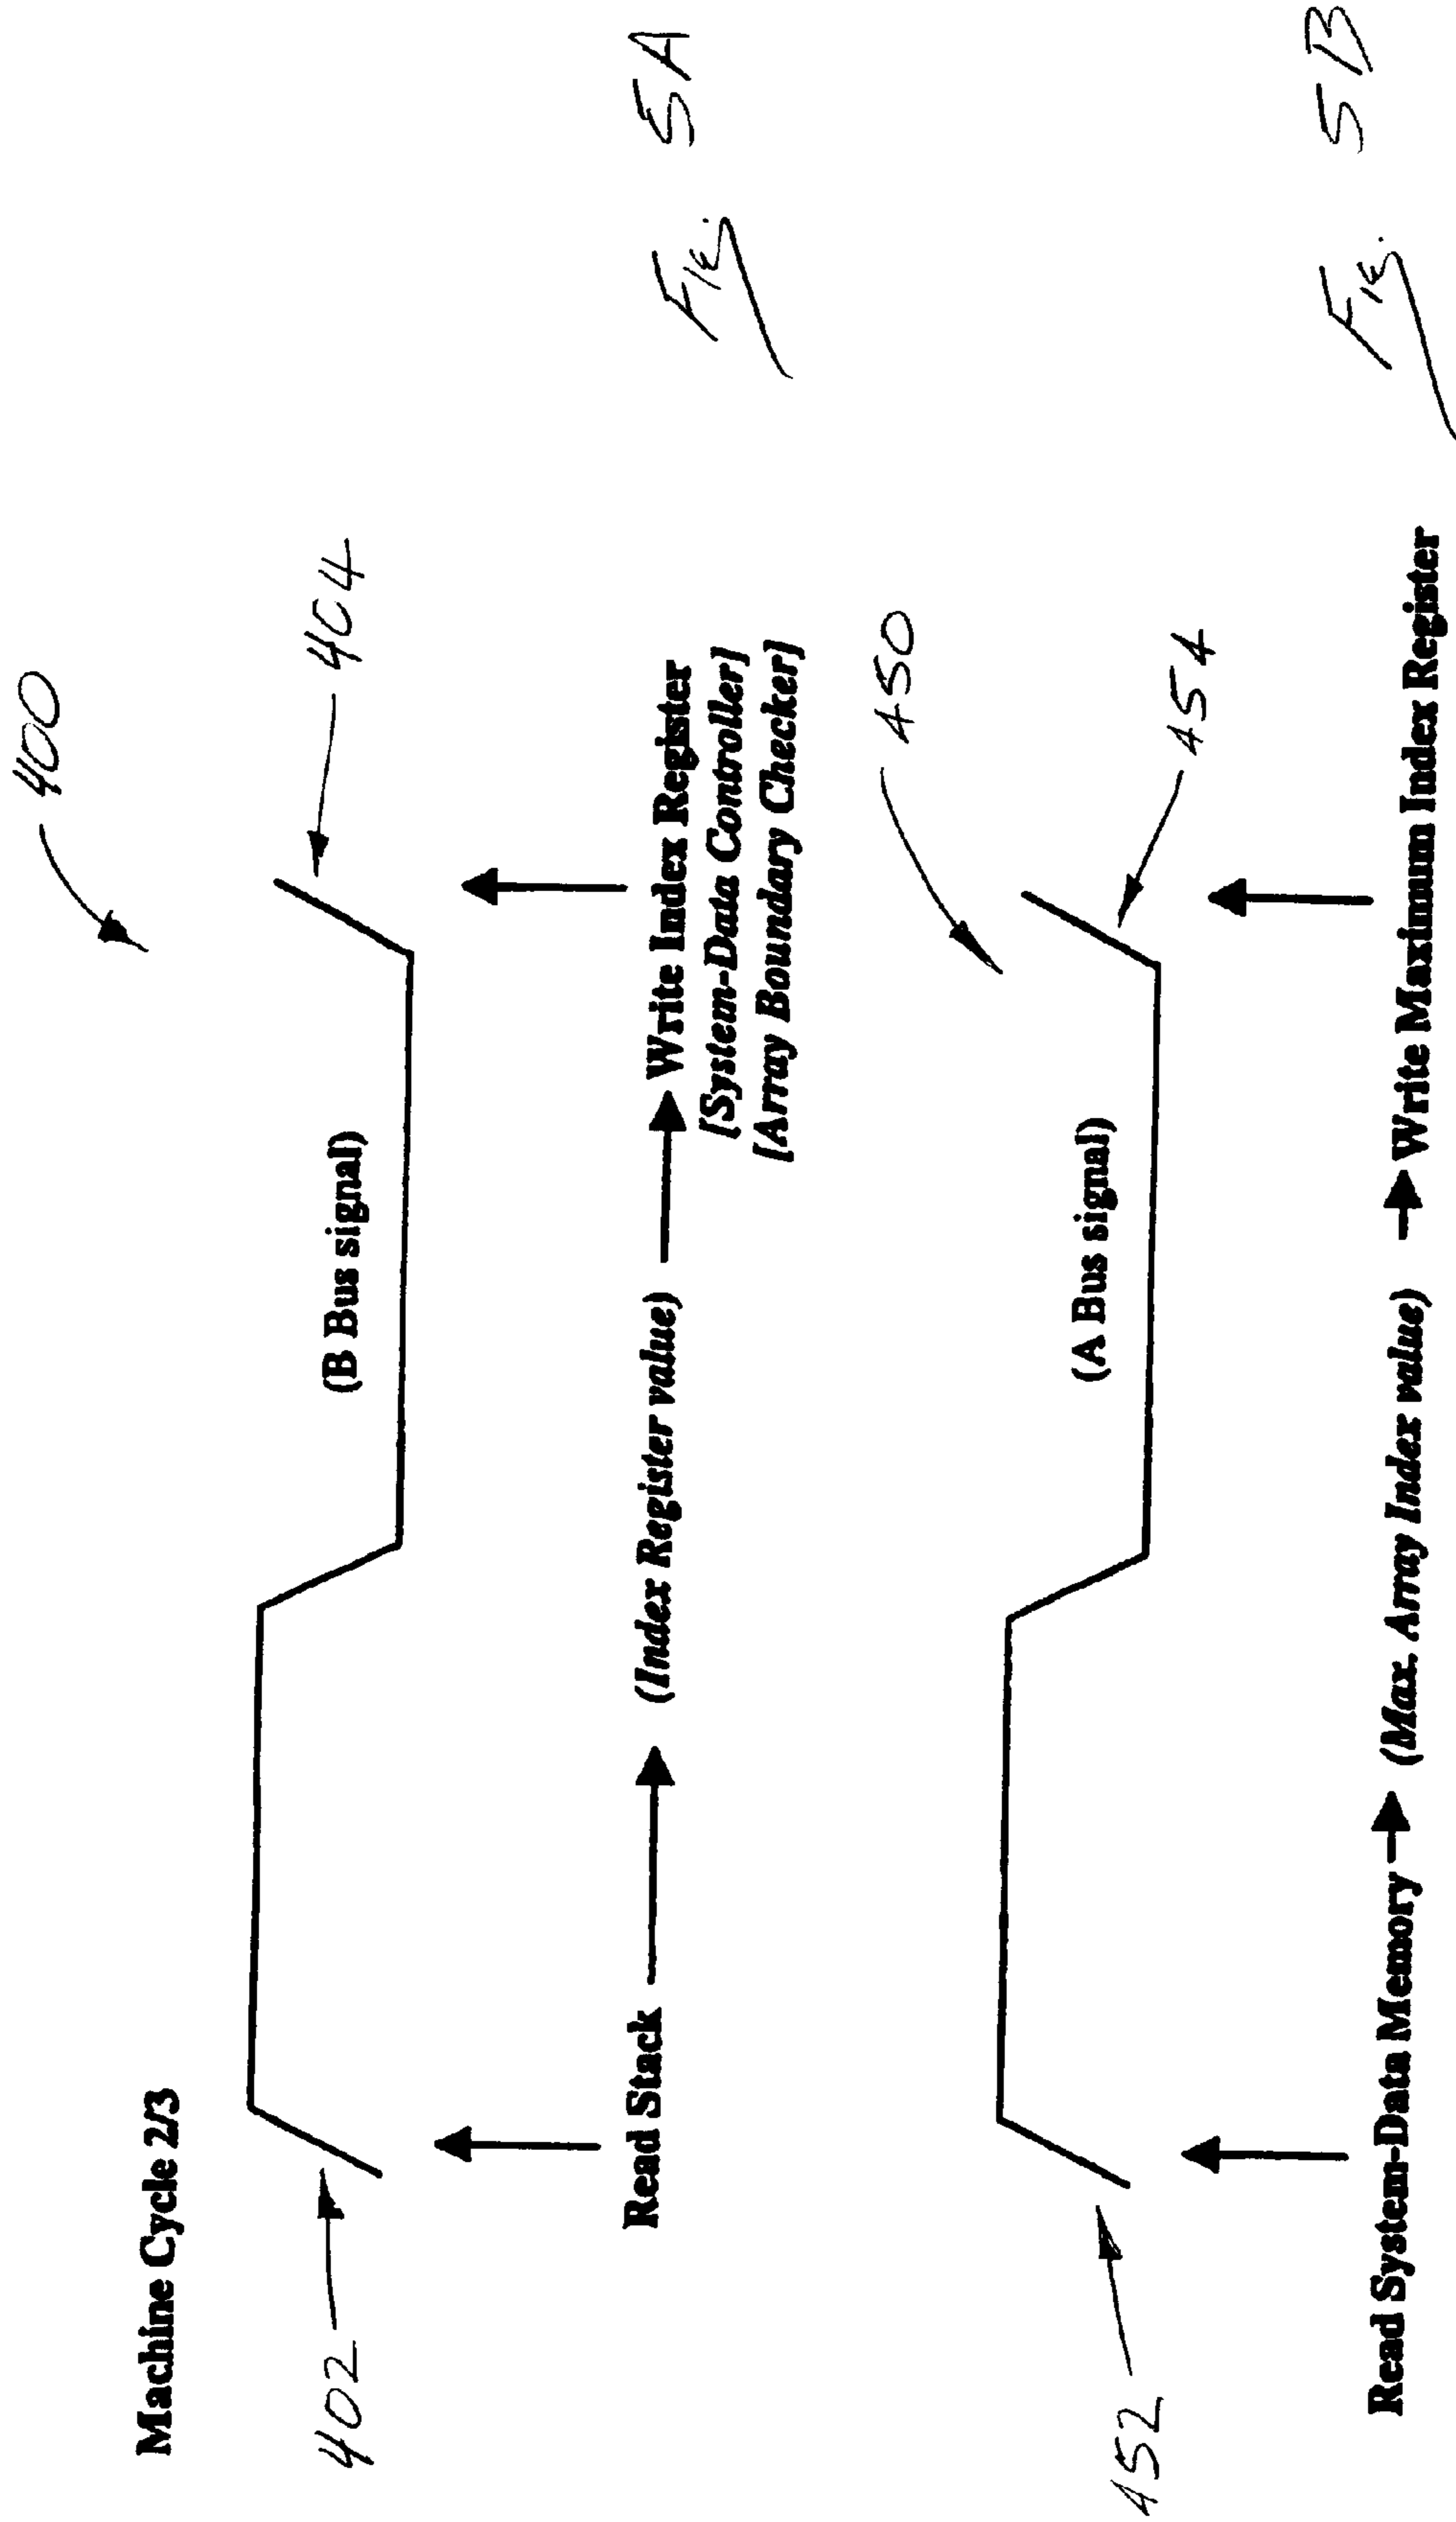 400
Machine Cycle 2/3
402
404
(B Bus signal)
Read Stack
(Index Register value)
Write Index Register
[System-Data Controller]
[Array Boundary Checker]
Fig. 5A
450
452
454
(A Bus signal)
Read System-Data Memory
(Max. Array Index value)
Write Maximum Index Register
Fig. 5B